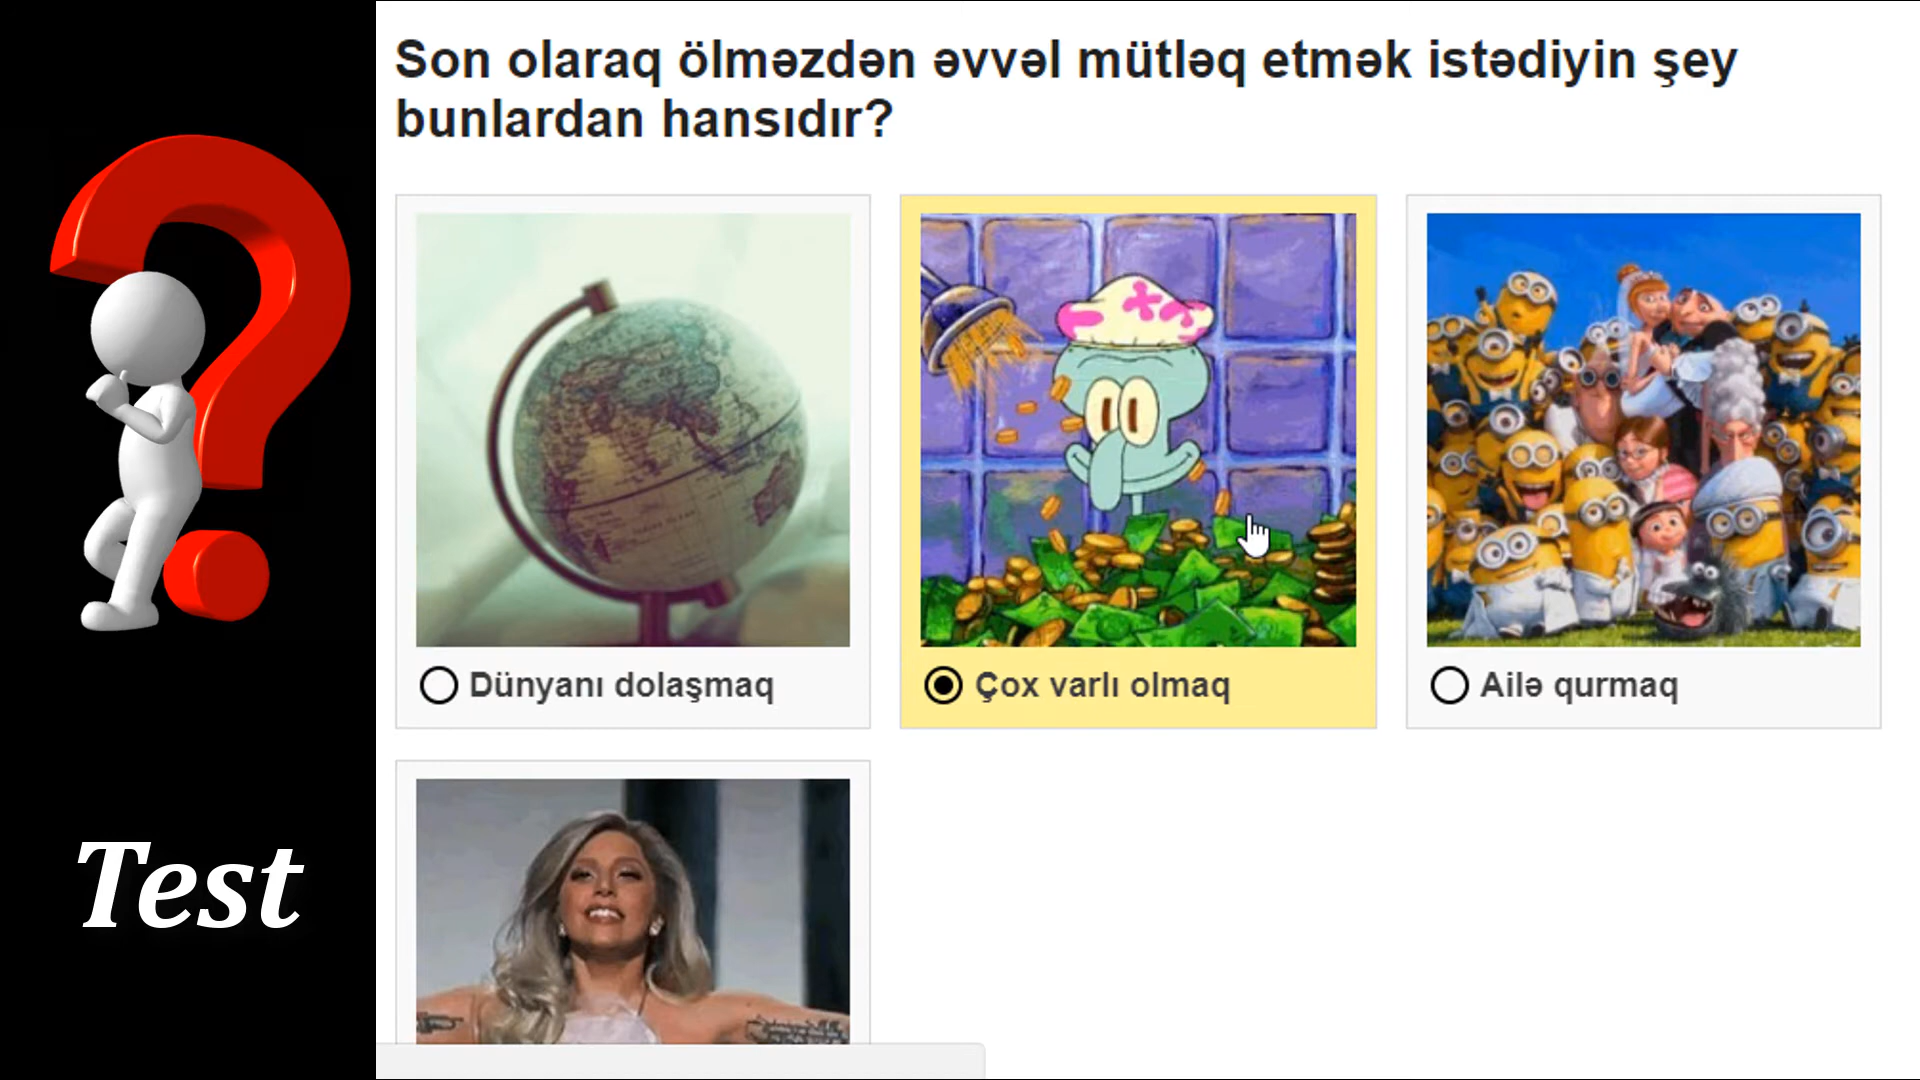 Son olaraq ölməzdən əvvəl mütləq etmək istədiyin şey
bunlardan hansıdır?
Dünyanı dolaşmaq
Çox varlı olmaq
Ailə qurmaq
Test